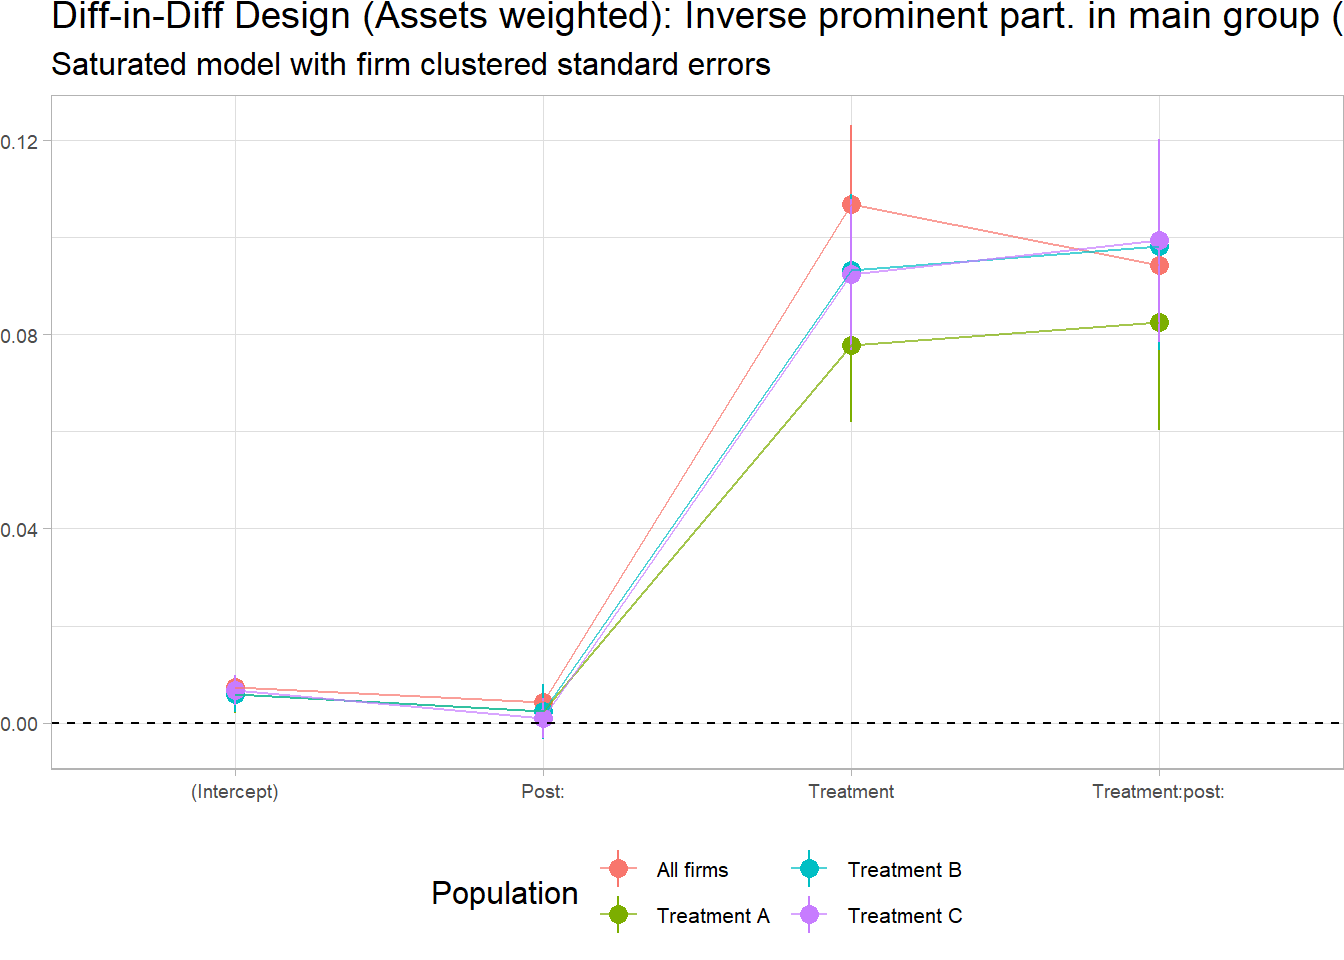 Diff-in-Diff Design (Assets weighted): Inverse prominent part. in main group (
Saturated model with firm clustered standard errors
0.12
0.08
0.04
0.00
(Intercept) Post: Treatment Treatment:post:
Population
All firms Treatment B
Treatment A Treatment C